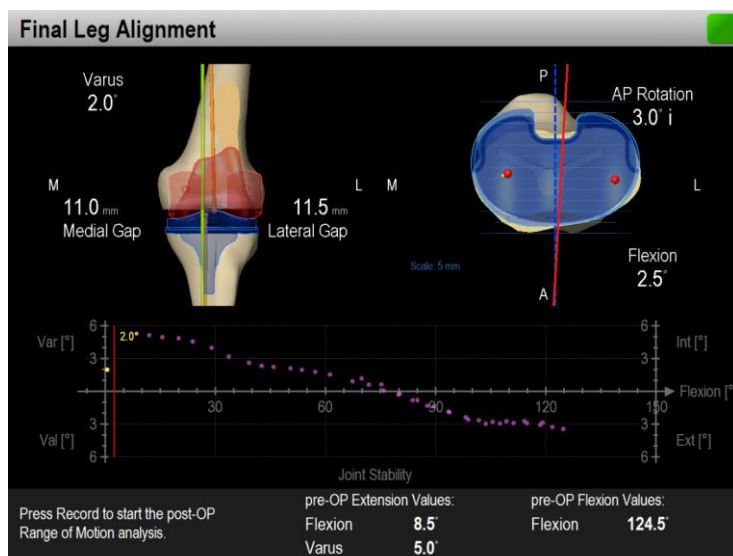 Final Leg Alignment
Varus
2.0°
M
L
11.0 mm
Medial Gap
11.5 mm
Lateral Gap
P
AP Rotation
3.0° i
M
L
Scale: 5 mm
Flexion
2.5°
A
6
3
3
6
Var [°]
Val [°]
2.0°
30
60
90
120
150
6
3
3
6
Int [°]
Flexion [°
Ext [°]
Joint Stability
Press Record to start the post-OP
Range of Motion analysis.
pre-OP Extension Values:
Flexion 8.5°
Varus 5.0°
pre-OP Flexion Values:
Flexion 124.5°